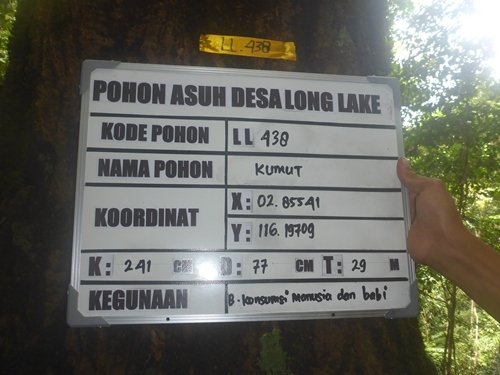 LL. 438
POHON ASUH DESA LONG LAKE
KODE POHON LL 438
NAMA POHON KUMUT
KOORDINAT X: 02.85541
Y: 116.19709
K: 241 CM D: 77 CM T: 29 M
KEGUNAAN B. konsumsi manusia dan babi